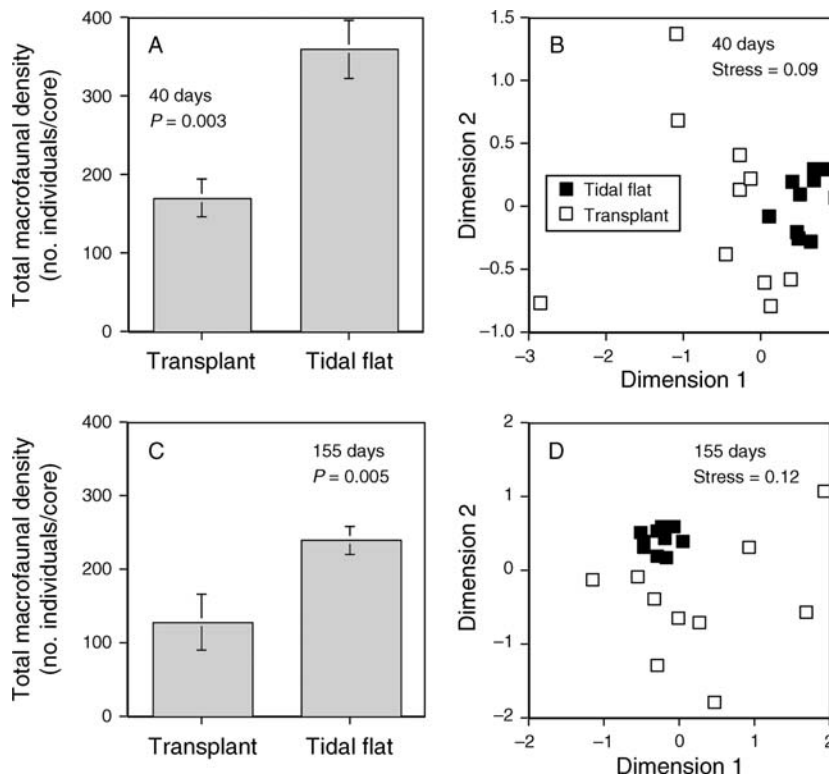 A
40 days
P = 0.003
Total macrofaunal density
(no. individuals/core)
400
300
200
100
0
Transplant
Tidal flat
B
40 days
Stress = 0.09
Dimension 2
1.5
1.0
0.5
0
−0.5
−1.0
Tidal flat
Transplant
−3
−2
−1
0
Dimension 1
C
155 days
P = 0.005
Total macrofaunal density
(no. individuals/core)
400
300
200
100
0
Transplant
Tidal flat
D
155 days
Stress = 0.12
Dimension 2
2
1
0
−1
−2
−2
−1
0
1
2
Dimension 1